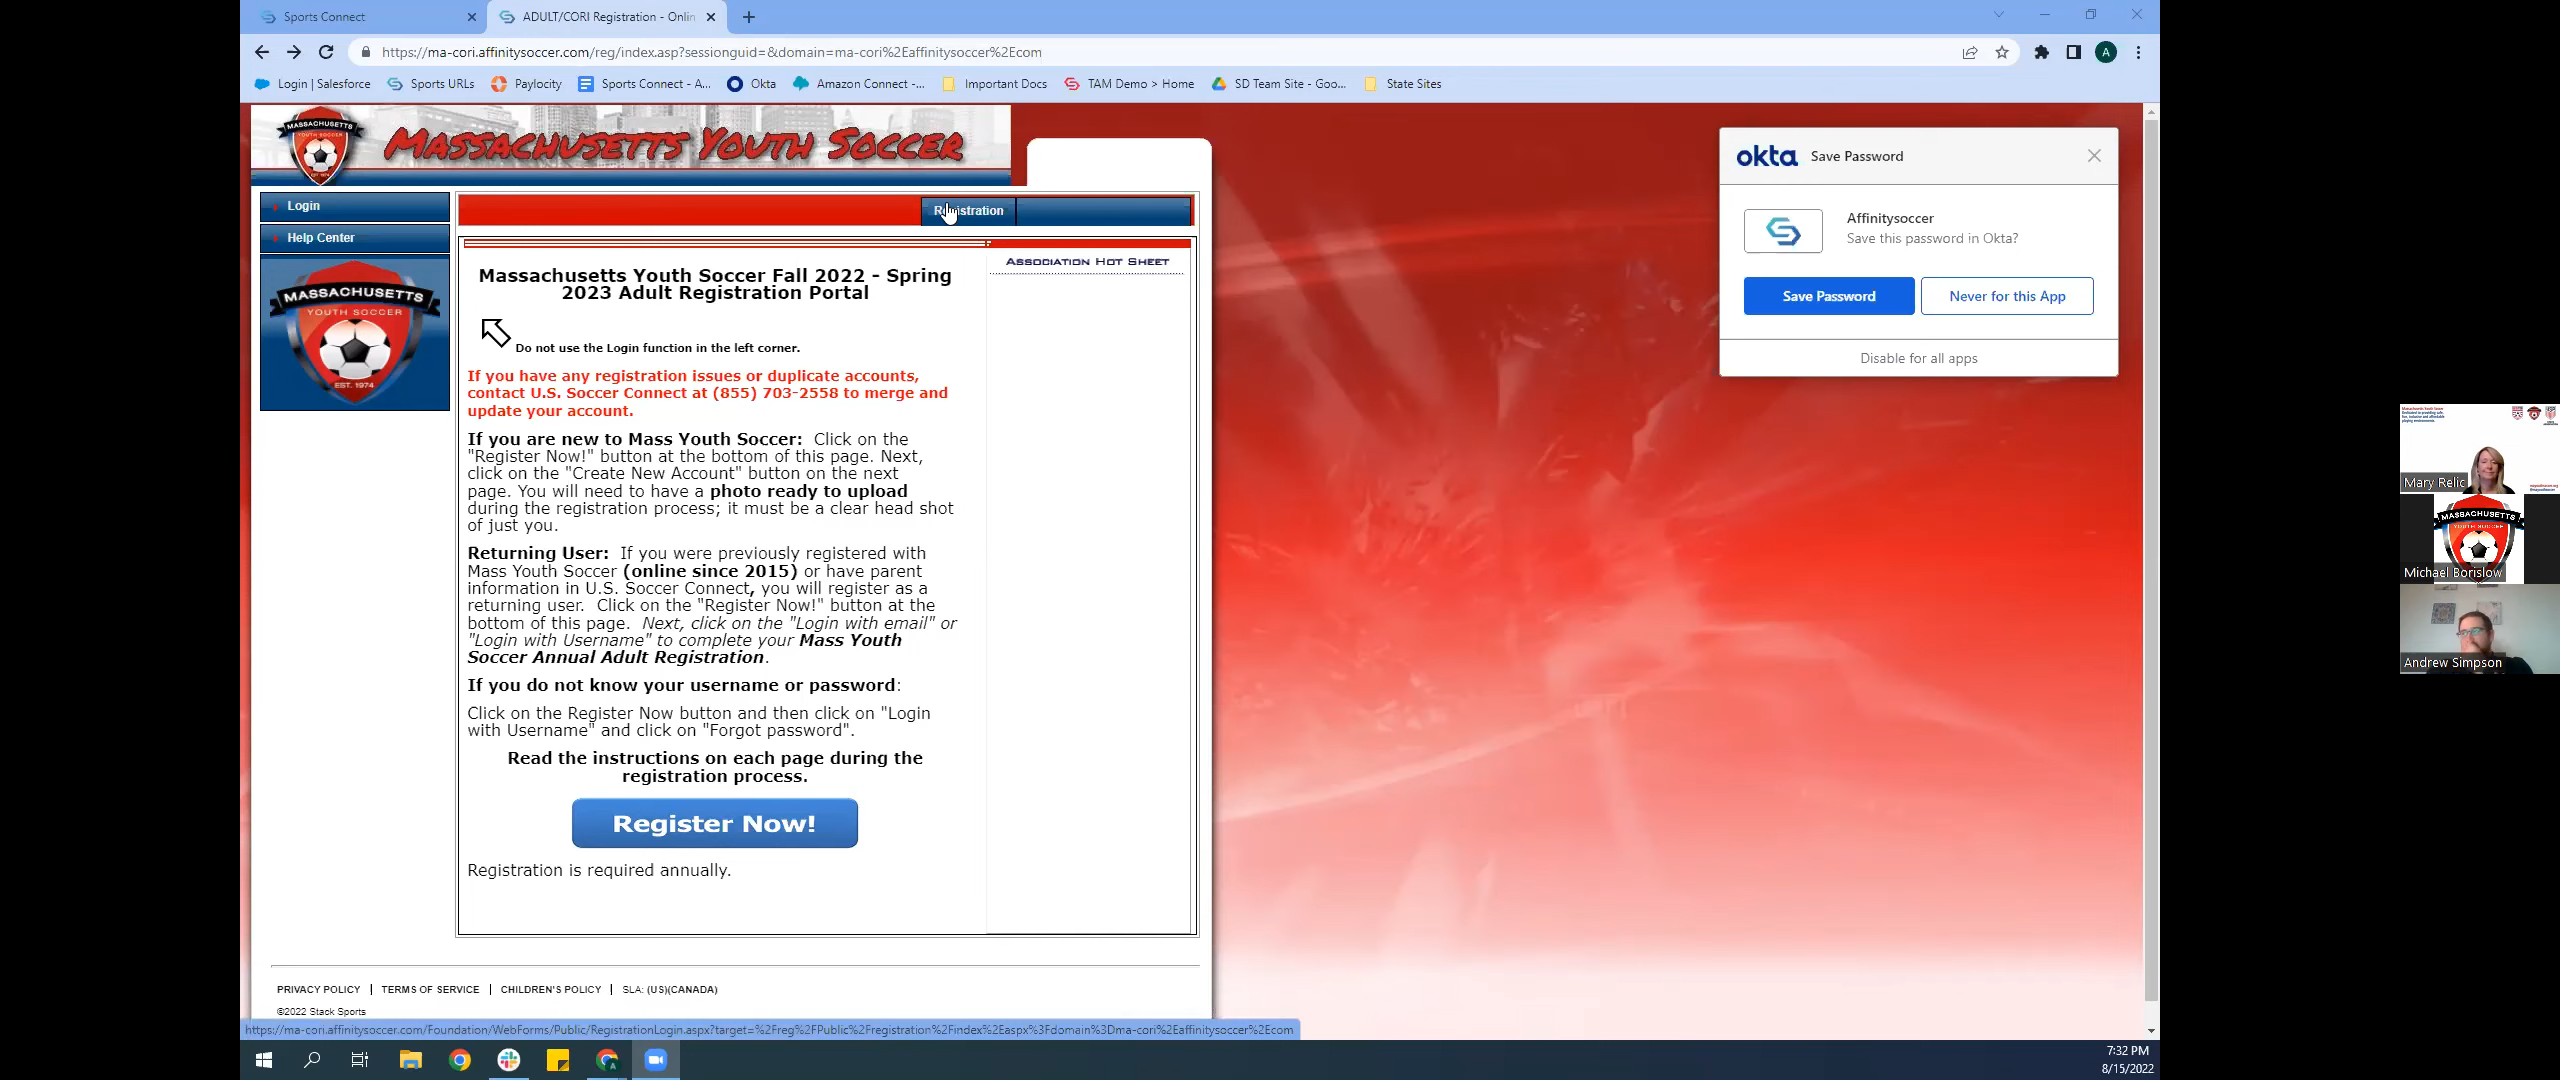 Sports Connect
ADULT/CORI Registration - Onlin
https://ma-cori.affinitysoccer.com/reg/index.asp?sessionguid=&domain=ma-cori%2Eaffinitysoccer%2Ecom
A
Login | Salesforce
Sports URLs
Paylocity
Sports Connect - A...
Okta
Amazon Connect -...
Important Docs
TAM Demo > Home
SD Team Site - Goo...
State Sites
MASSACHUSETTS
YOUTH SOCCER
EST. 1974
Massachusetts Youth Soccer
Login
Help Center
MASSACHUSETTS
YOUTH SOCCER
EST. 1974
Registration
Association Hot Sheet
Massachusetts Youth Soccer Fall 2022 - Spring
2023 Adult Registration Portal
Do not use the Login function in the left corner.
If you have any registration issues or duplicate accounts,
contact U.S. Soccer Connect at (855) 703-2558 to merge and
update your account.
If you are new to Mass Youth Soccer: Click on the
"Register Now!" button at the bottom of this page. Next,
click on the "Create New Account" button on the next
page. You will need to have a photo ready to upload
during the registration process; it must be a clear head shot
of just you.
Returning User: If you were previously registered with
Mass Youth Soccer (online since 2015) or have parent
information in U.S. Soccer Connect, you will register as a
returning user. Click on the "Register Now!" button at the
bottom of this page. Next, click on the "Login with email" or
"Login with Username" to complete your Mass Youth
Soccer Annual Adult Registration.
If you do not know your username or password:
Click on the Register Now button and then click on "Login
with Username" and click on "Forgot password".
Read the instructions on each page during the
registration process.
Register Now!
Registration is required annually.
PRIVACY POLICY | TERMS OF SERVICE | CHILDREN'S POLICY | SLA: (US)(CANADA)
©2022 Stack Sports
https://ma-cori.affinitysoccer.com/Foundation/WebForms/Public/RegistrationLogin.aspx?target=%2Freg%2FPublic%2Fregistration%2Findex%2Easpx%3Fdomain%3Dma-cori%2Eaffinitysoccer%2Ecom
okta Save Password
Affinitysoccer
Save this password in Okta?
Save Password
Never for this App
Disable for all apps
Mary Relic
MASSACHUSETTS
YOUTH SOCCER
Michael Borislow
Andrew Simpson
7:32 PM
8/15/2022